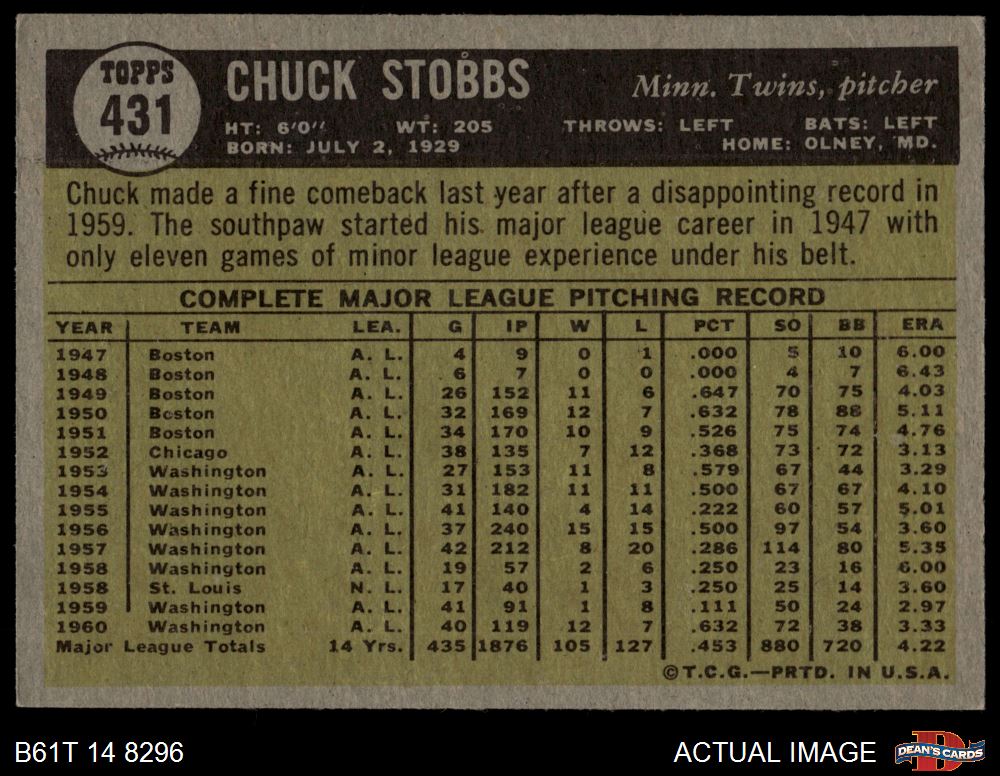 TOPPS
431
CHUCK STOBBS
Minn. Twins, pitcher
HT: 6'0" WT: 205 THROWS: LEFT BATS: LEFT
BORN: JULY 2, 1929 HOME: OLNEY, MD.
Chuck made a fine comeback last year after a disappointing record in
1959. The southpaw started his major league career in 1947 with
only eleven games of minor league experience under his belt.
COMPLETE MAJOR LEAGUE PITCHING RECORD
YEAR TEAM LEA. G IP W L PCT SO BB ERA
1947 Boston A. L. 4 9 0 1 .000 5 10 6.00
1948 Boston A. L. 6 7 0 0 .000 4 7 6.43
1949 Boston A. L. 26 152 11 6 .647 70 75 4.03
1950 Boston A. L. 32 169 12 7 .632 78 88 5.11
1951 Boston A. L. 34 170 10 9 .526 75 74 4.76
1952 Chicago A. L. 38 135 7 12 .368 73 72 3.13
1953 Washington A. L. 27 153 11 8 .579 67 44 3.29
1954 Washington A. L. 31 182 11 11 .500 67 67 4.10
1955 Washington A. L. 41 140 4 14 .222 60 57 5.01
1956 Washington A. L. 37 240 15 15 .500 97 54 3.60
1957 Washington A. L. 42 212 8 20 .286 114 80 5.35
1958 Washington A. L. 19 57 2 6 .250 23 16 6.00
1958 St. Louis N. L. 17 40 1 3 .250 25 14 3.60
1959 Washington A. L. 41 91 1 8 .111 50 24 2.97
1960 Washington A. L. 40 119 12 7 .632 72 38 3.33
Major League Totals 14 Yrs. 435 1876 105 127 .453 880 720 4.22
©T.C.G.—PRTD. IN U.S.A.
B61T 14 8296 ACTUAL IMAGE DEAN'S CARDS